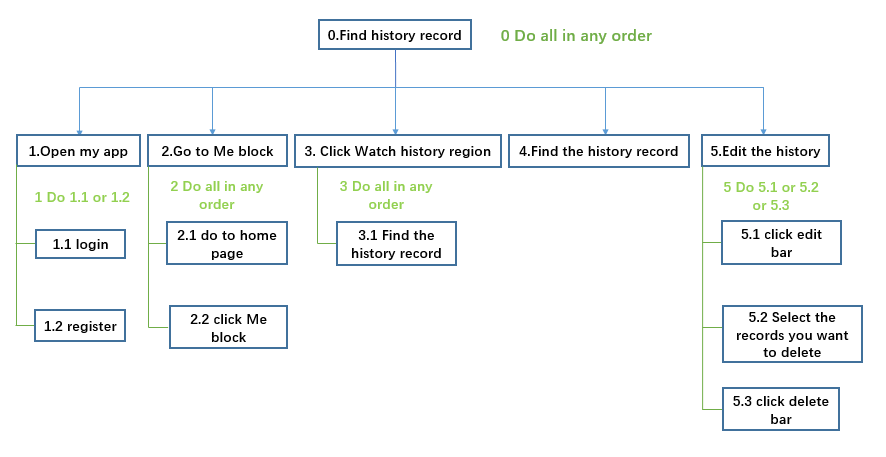 0.Find history record
0 Do all in any order
1.Open my app
2.Go to Me block
3. Click Watch history region
4.Find the history record
5.Edit the history
1 Do 1.1 or 1.2
2 Do all in any
order
3 Do all in any
order
5 Do 5.1 or 5.2
or 5.3
1.1 login
2.1 do to home
page
3.1 Find the
history record
5.1 click edit
bar
1.2 register
2.2 click Me
block
5.2 Select the
records you want
to delete
5.3 click delete
bar